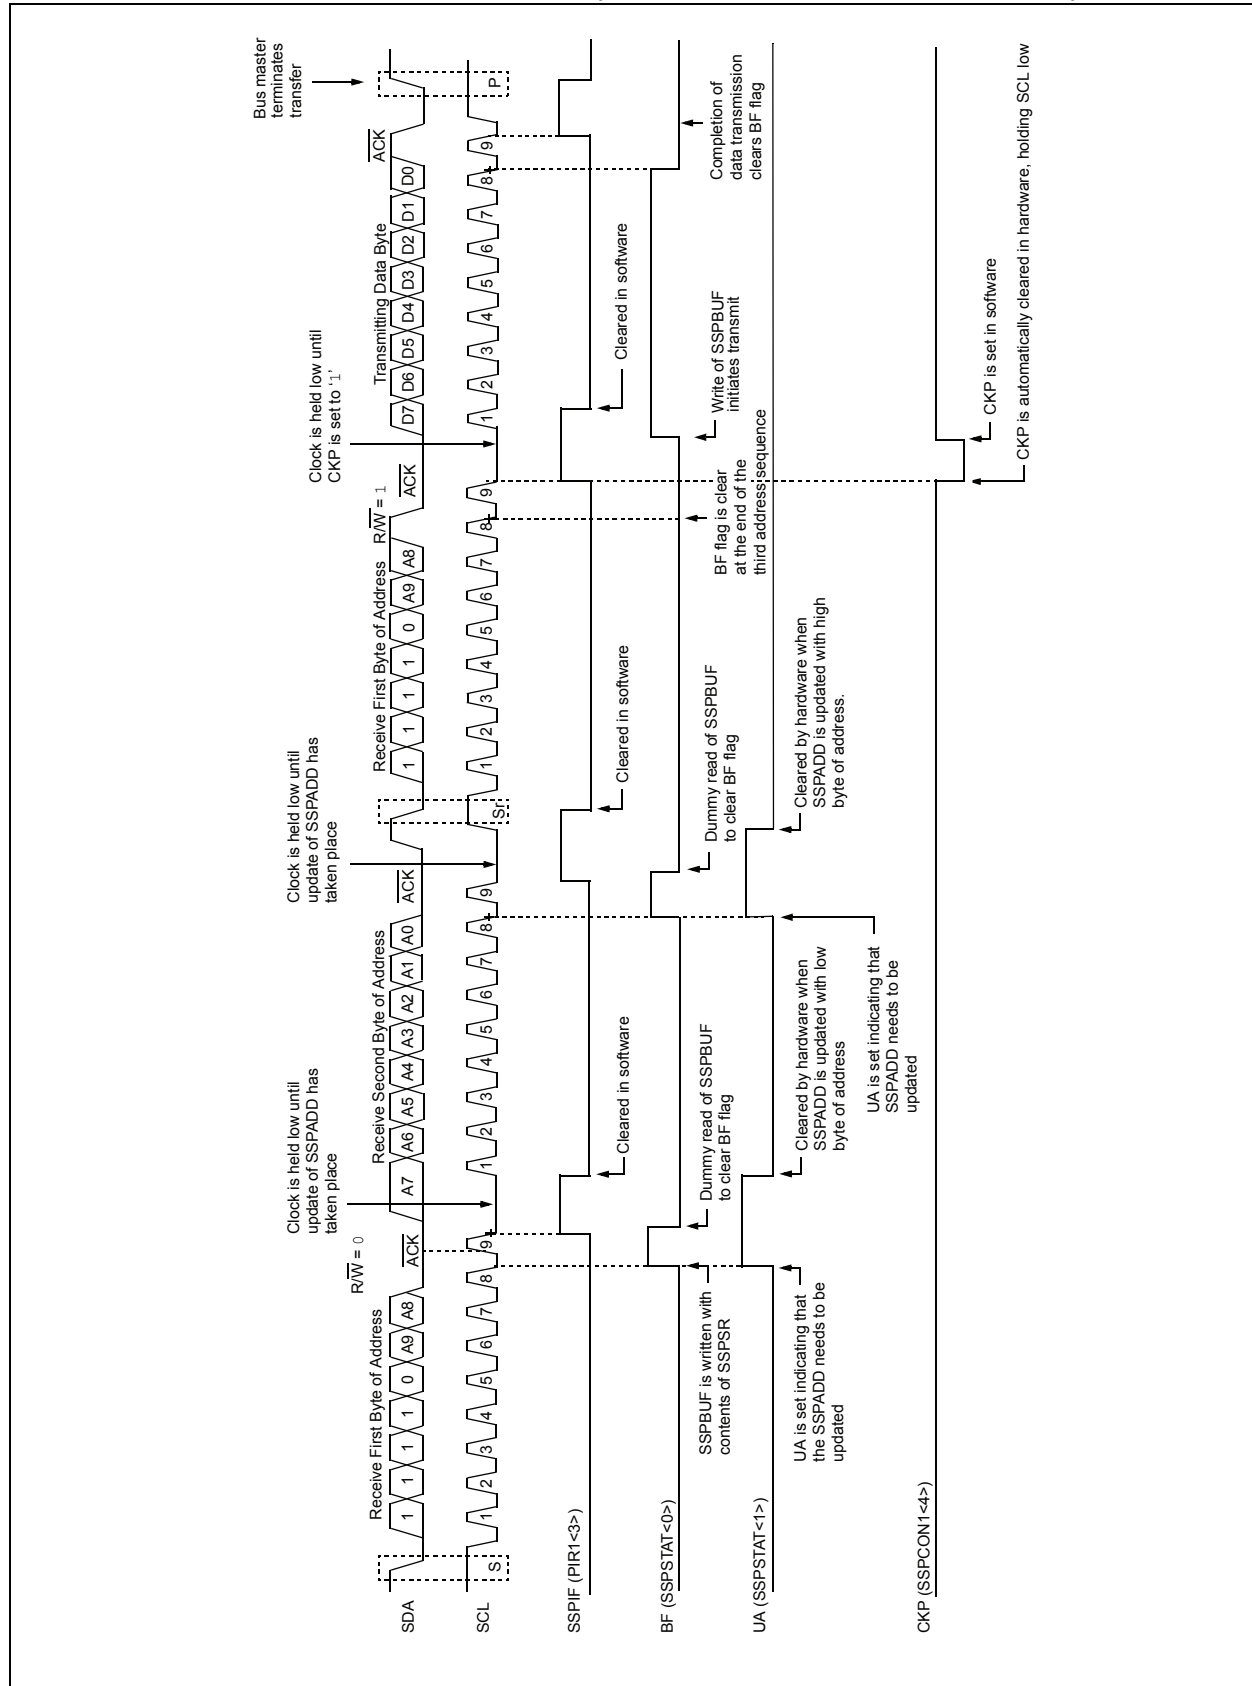 Bus master
terminates
transfer
Clock is held low until
CKP is set to '1'
Clock is held low until
update of SSPADD has
taken place
Clock is held low until
update of SSPADD has
taken place
R/W = 0
R/W = 1
Receive First Byte of Address
Receive Second Byte of Address
Receive First Byte of Address
Transmitting Data Byte
SDA
1 1 1 1 0 A9 A8 ACK
A7 A6 A5 A4 A3 A2 A1 A0 ACK
1 1 1 1 0 A9 A8 ACK
D7 D6 D5 D4 D3 D2 D1 D0 ACK
SCL
S 1 2 3 4 5 6 7 8 9
1 2 3 4 5 6 7 8 9
Sr 1 2 3 4 5 6 7 8 9
1 2 3 4 5 6 7 8 9 P
SSPIF (PIR1<3>)
Cleared in software
Cleared in software
Cleared in software
BF (SSPSTAT<0>)
SSPBUF is written with
contents of SSPSR
Dummy read of SSPBUF
to clear BF flag
Dummy read of SSPBUF
to clear BF flag
BF flag is clear
at the end of the
third address sequence
Write of SSPBUF
initiates transmit
Completion of
data transmission
clears BF flag
UA (SSPSTAT<1>)
UA is set indicating that
the SSPADD needs to be
updated
Cleared by hardware when
SSPADD is updated with low
byte of address
UA is set indicating that
SSPADD needs to be
updated
Cleared by hardware when
SSPADD is updated with high
byte of address.
CKP (SSPCON1<4>)
CKP is set in software
CKP is automatically cleared in hardware, holding SCL low